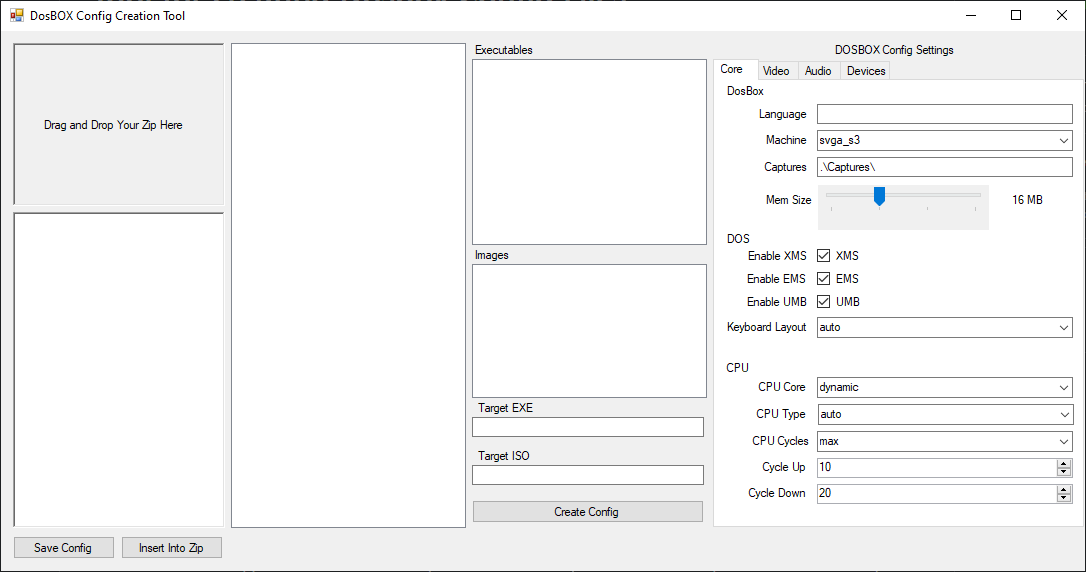 DosBOX Config Creation Tool
Drag and Drop Your Zip Here
Save Config
Insert Into Zip
Executables
Images
Target EXE
Target ISO
Create Config
DOSBOX Config Settings
Core Video Audio Devices
DosBox
Language
Machine svga_s3
Captures .\Captures\
Mem Size 16 MB
DOS
Enable XMS XMS
Enable EMS EMS
Enable UMB UMB
Keyboard Layout auto
CPU
CPU Core dynamic
CPU Type auto
CPU Cycles max
Cycle Up 10
Cycle Down 20